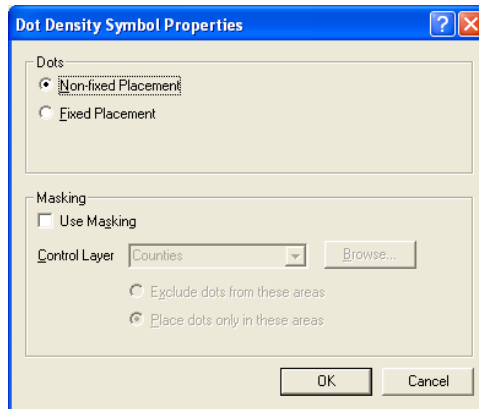 Dot Density Symbol Properties
Dots
Non-fixed Placement
Fixed Placement
Masking
Use Masking
Control Layer Counties Browse...
Exclude dots from these areas
Place dots only in these areas
OK Cancel